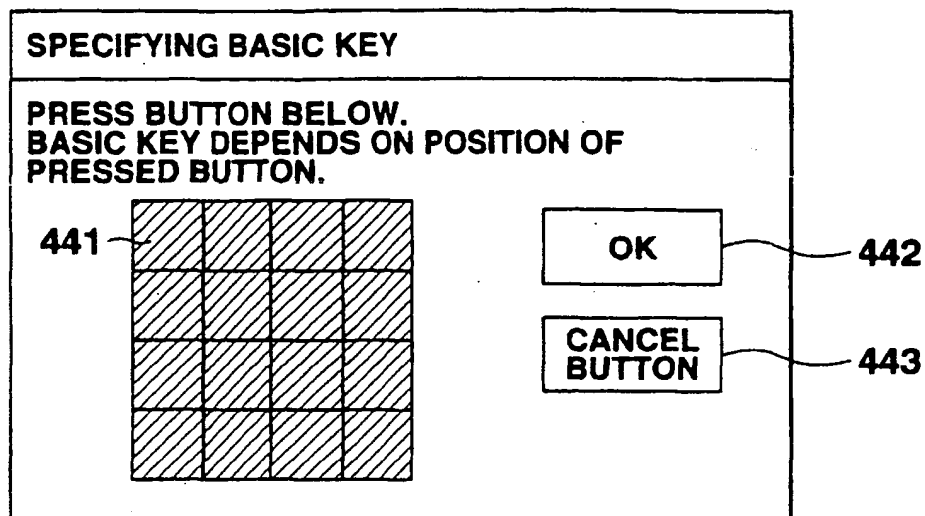 SPECIFYING BASIC KEY
PRESS BUTTON BELOW.
BASIC KEY DEPENDS ON POSITION OF
PRESSED BUTTON.
441
OK
442
CANCEL
BUTTON
443